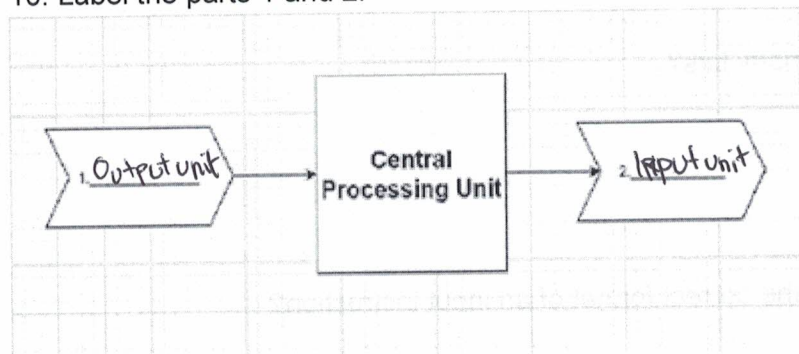 10. Label the parts 1 and 2.
1. Output unit
Central
Processing Unit
2. Input unit